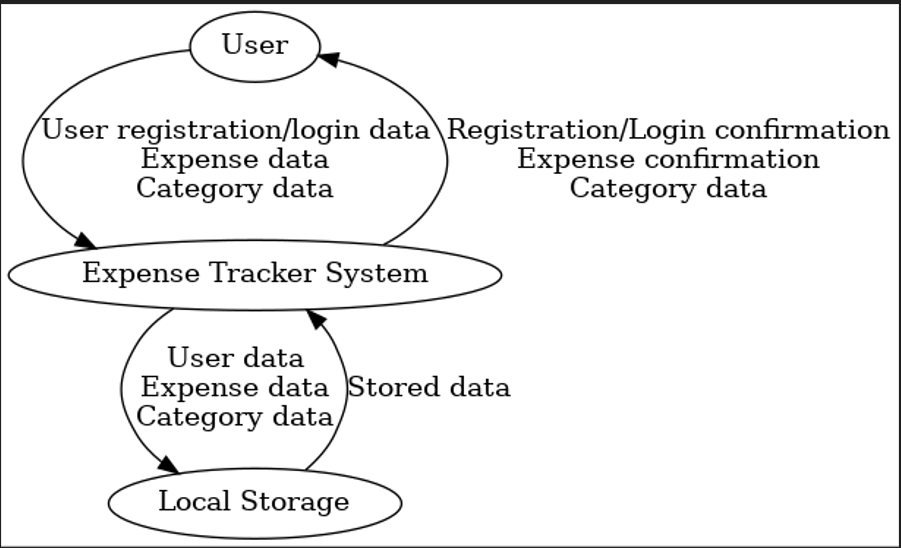 User
User registration/login data
Expense data
Category data
Registration/Login confirmation
Expense confirmation
Category data
Expense Tracker System
User data
Expense data
Category data
Stored data
Local Storage